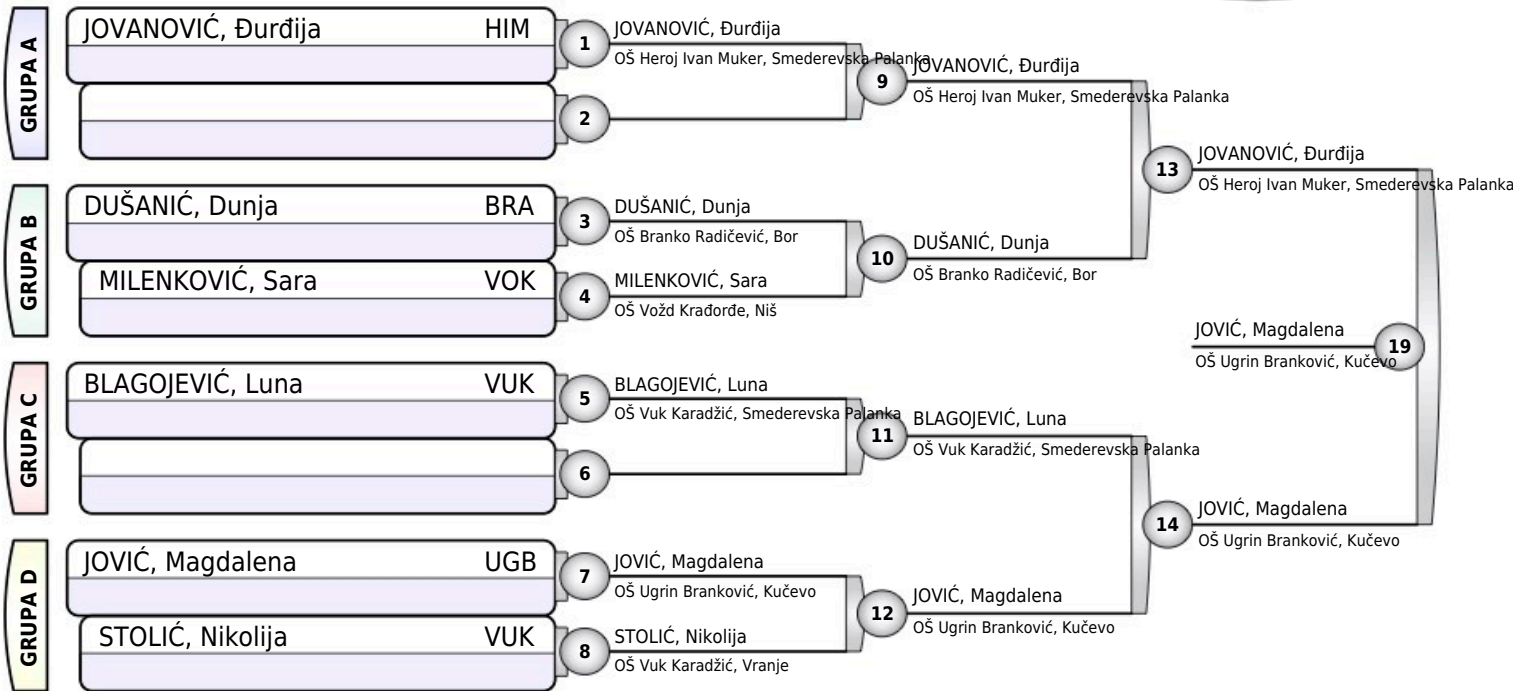 GRUPA A
JOVANOVIĆ, Đurđija HIM
1
JOVANOVIĆ, Đurđija
OŠ Heroj Ivan Muker, Smederevska Palanka
2
9
JOVANOVIĆ, Đurđija
OŠ Heroj Ivan Muker, Smederevska Palanka
13
JOVANOVIĆ, Đurđija
OŠ Heroj Ivan Muker, Smederevska Palanka
GRUPA B
DUŠANIĆ, Dunja BRA
3
DUŠANIĆ, Dunja
OŠ Branko Radičević, Bor
MILENKOVIĆ, Sara VOK
4
MILENKOVIĆ, Sara
OŠ Vožd Krađorđe, Niš
10
DUŠANIĆ, Dunja
OŠ Branko Radičević, Bor
JOVIĆ, Magdalena
OŠ Ugrin Branković, Kučevo
19
GRUPA C
BLAGOJEVIĆ, Luna VUK
5
BLAGOJEVIĆ, Luna
OŠ Vuk Karadžić, Smederevska Palanka
6
11
BLAGOJEVIĆ, Luna
OŠ Vuk Karadžić, Smederevska Palanka
14
JOVIĆ, Magdalena
OŠ Ugrin Branković, Kučevo
GRUPA D
JOVIĆ, Magdalena UGB
7
JOVIĆ, Magdalena
OŠ Ugrin Branković, Kučevo
STOLIĆ, Nikolija VUK
8
STOLIĆ, Nikolija
OŠ Vuk Karadžić, Vranje
12
JOVIĆ, Magdalena
OŠ Ugrin Branković, Kučevo